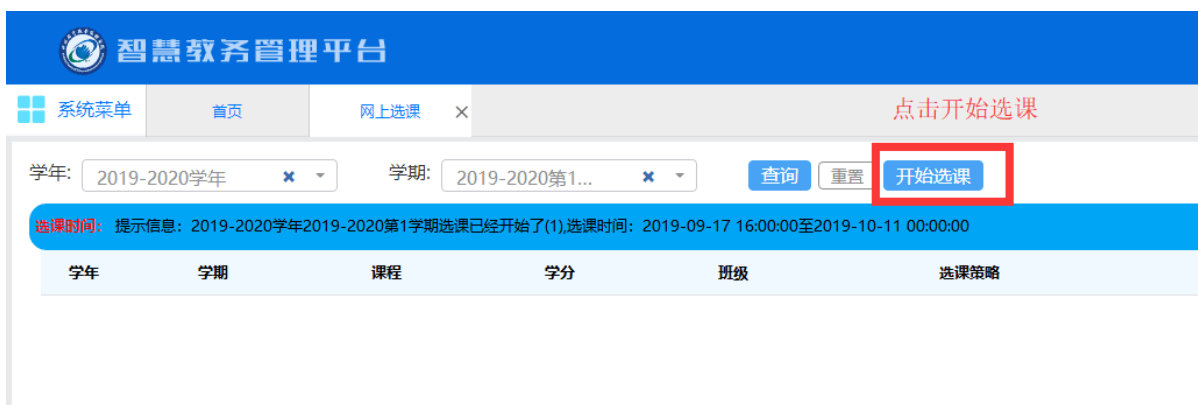 智慧教务管理平台
系统菜单 首页 网上选课 × 点击开始选课
学年: 2019-2020学年 × 学期: 2019-2020第1... × 查询 重置 开始选课
选课时间: 提示信息：2019-2020学年2019-2020第1学期选课已经开始了(1),选课时间：2019-09-17 16:00:00至2019-10-11 00:00:00
学年 学期 课程 学分 班级 选课策略